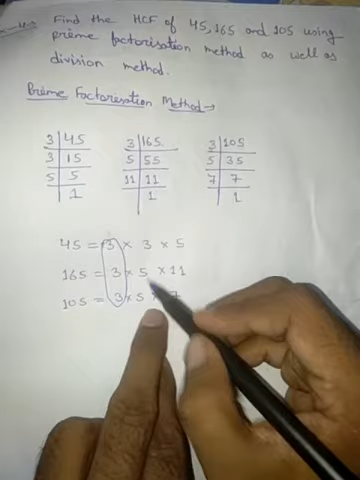 Find the HCF of 45, 165 and 105 using
prime factorisation method as well as
division method.
Prime Factorisation Method→
3 45
3 15
5 5
1
3 165
5 55
11 11
1
3 105
5 35
7 7
1
45 = 3 × 3 × 5
165 = 3 × 5 × 11
105 = 3 × 5 × 7